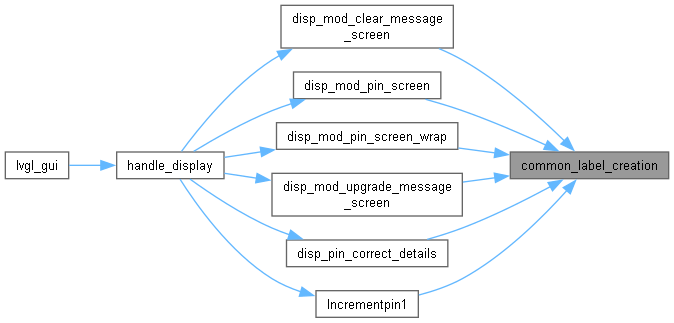 disp_mod_clear_message
_screen
disp_mod_pin_screen
disp_mod_pin_screen_wrap
lvgl_gui
handle_display
common_label_creation
disp_mod_upgrade_message
_screen
disp_pin_correct_details
Incrementpin1